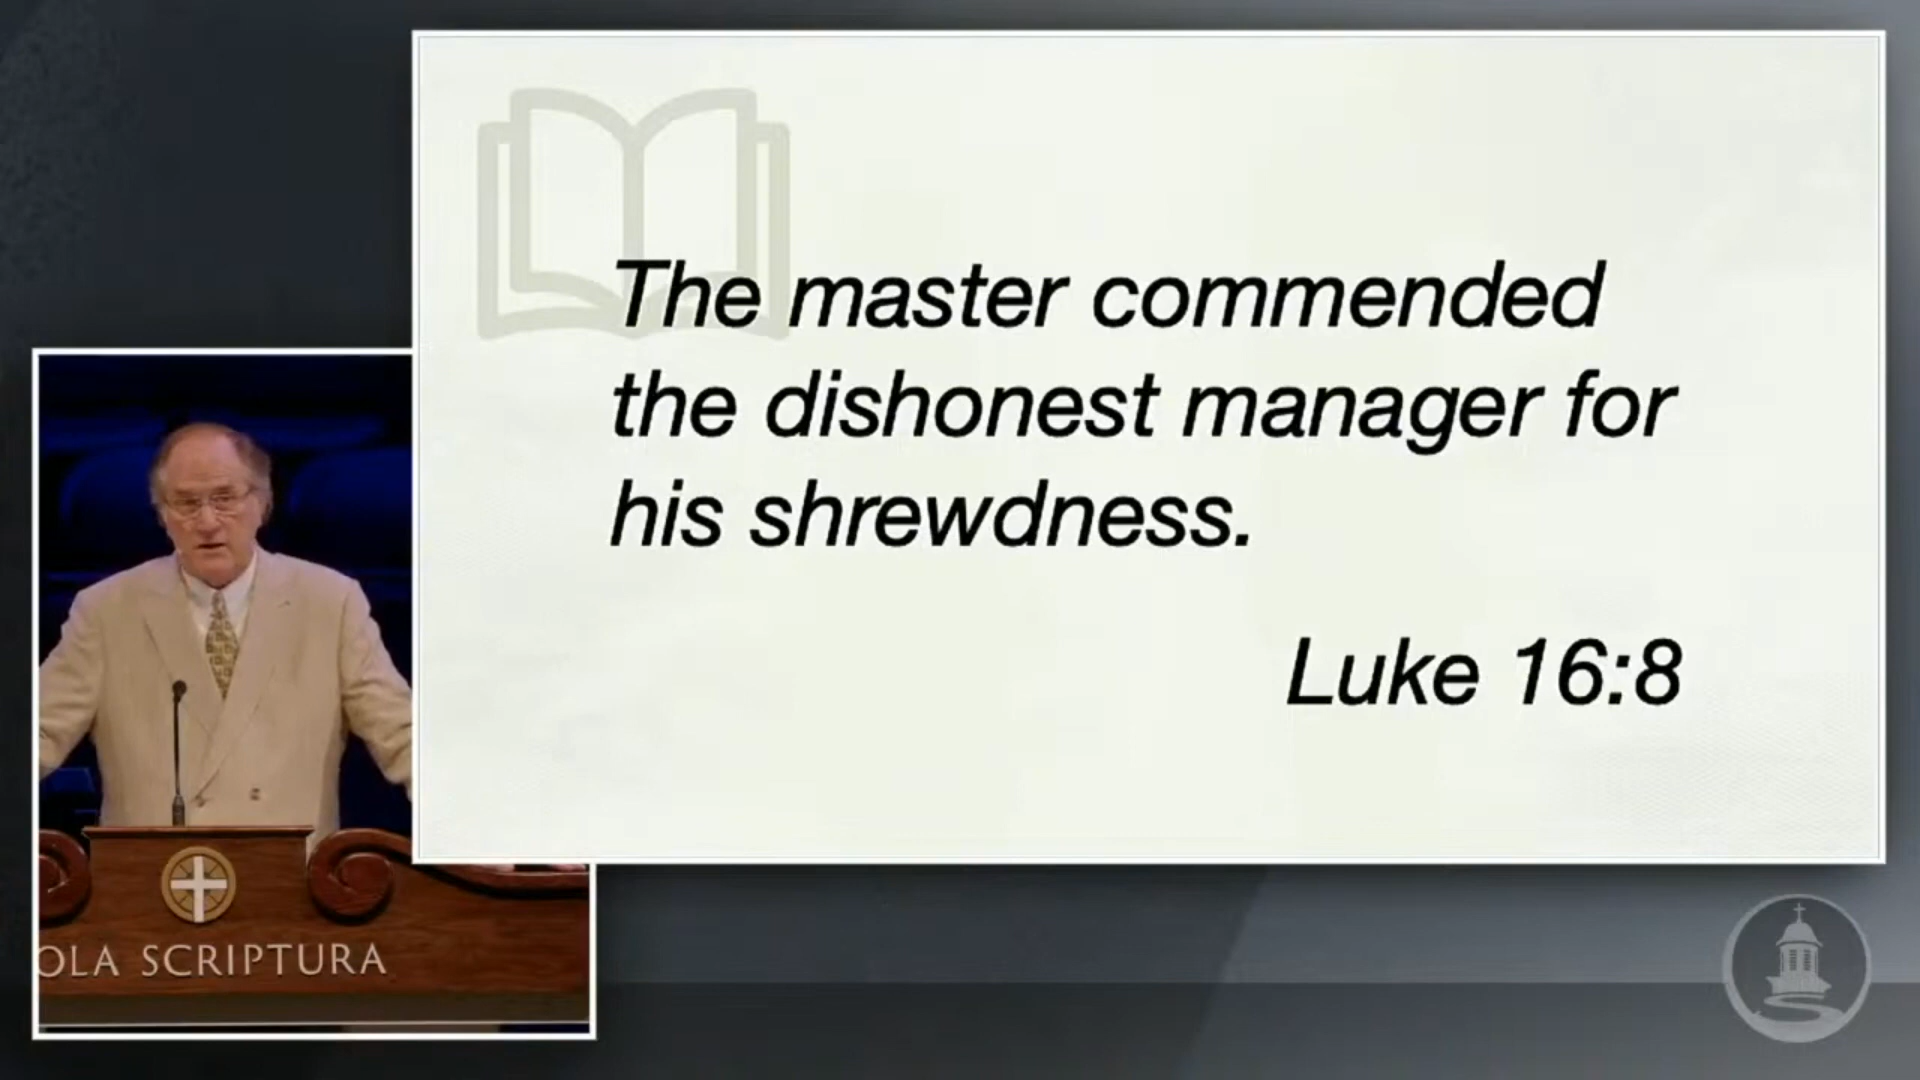 The master commended
the dishonest manager for
his shrewdness.
Luke 16:8
OLA SCRIPTURA